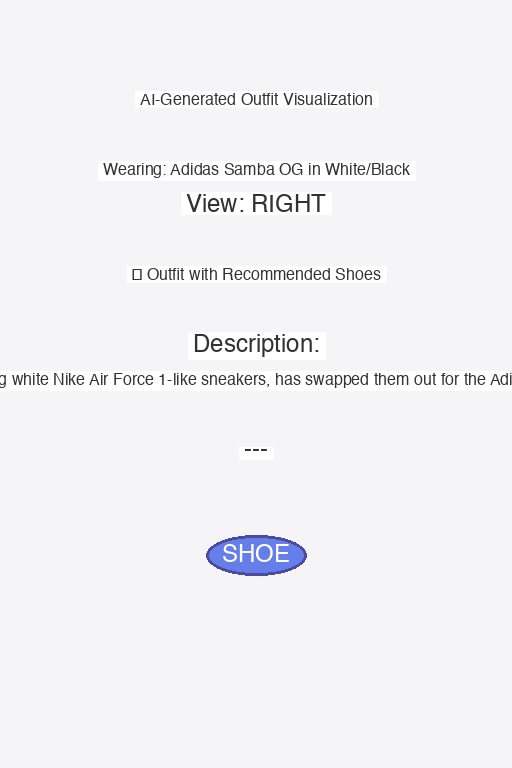 AI-Generated Outfit Visualization
Wearing: Adidas Samba OG in White/Black
View: RIGHT
Outfit with Recommended Shoes
Description:
white Nike Air Force 1-like sneakers, has swapped them out for the
---
SHOE